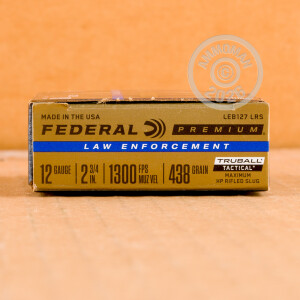 MADE IN THE USA
LEB127 LRS
FEDERAL PREMIUM
LAW ENFORCEMENT
12 GAUGE
2 3/4 IN.
1300 FPS MUZ VEL
438 GRAIN
TRUBALL
TACTICAL
MAXIMUM
HP RIFLED SLUG